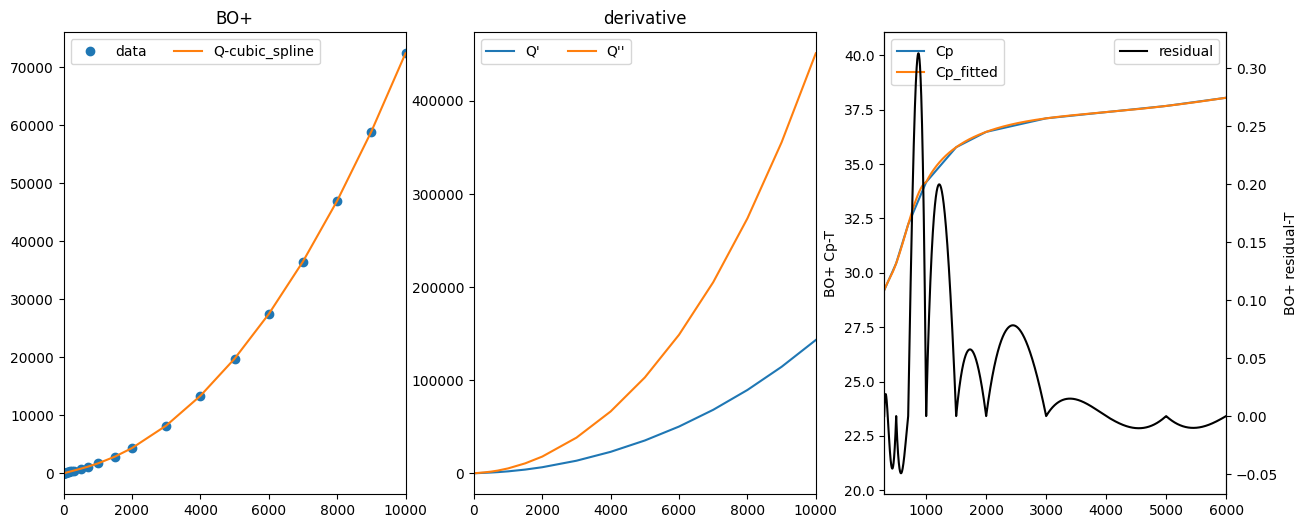 BO+
data
Q-cubic_spline
70000
60000
50000
40000
30000
20000
10000
0
0 2000 4000 6000 8000 10000
derivative
Q'
Q''
400000
300000
200000
100000
0
0 2000 4000 6000 8000 10000
Cp
Cp_fitted
residual
BO+ Cp-T
40.0
37.5
35.0
32.5
30.0
27.5
25.0
22.5
20.0
1000 2000 3000 4000 5000 6000
0.30
0.25
0.20
0.15
0.10
0.05
0.00
−0.05
BO+ residual-T